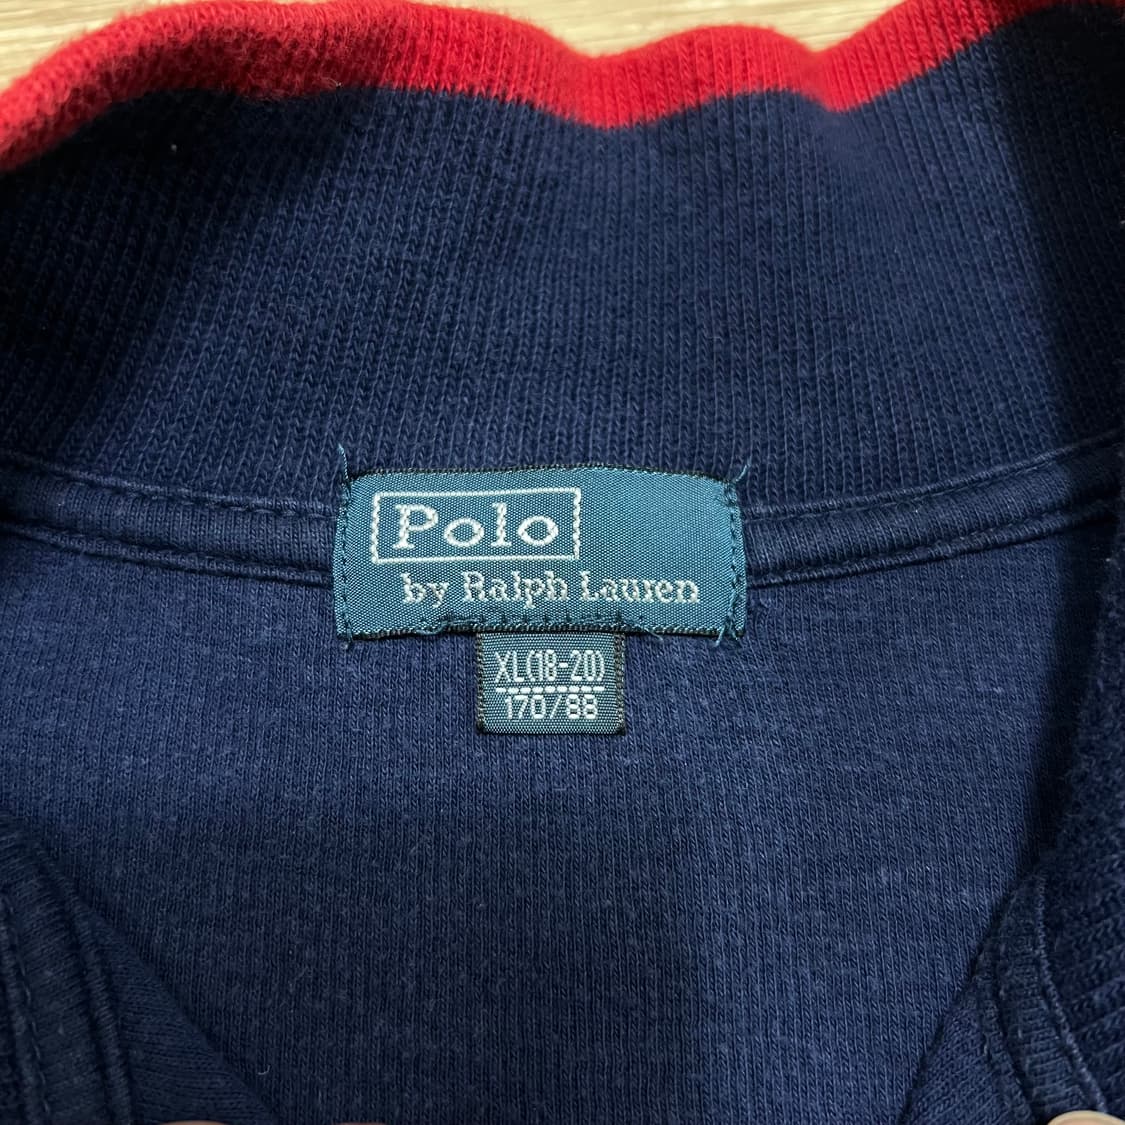 Polo
by Ralph Lauren
XL(18-20)
170/88